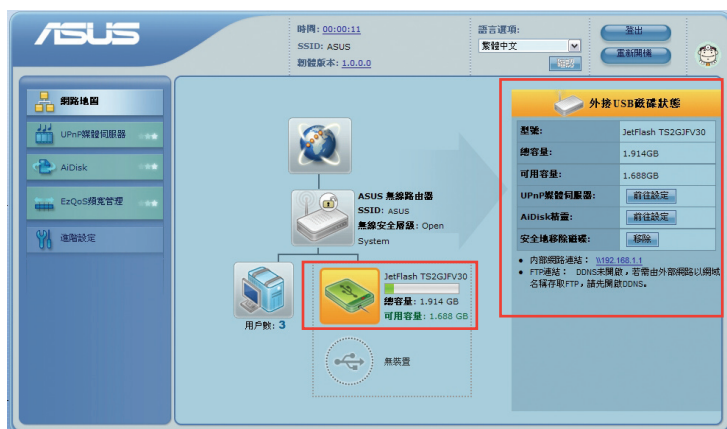 ASUS
時間: 00:00:11
SSID: ASUS
韌體版本: 1.0.0.0
語言選項:
繁體中文
登出
重新開機
網路地圖
UPnP媒體伺服器
AiDisk
EzQoS頻寬管理
進階設定
ASUS 無線路由器
SSID: ASUS
無線安全層級: Open
System
用戶數: 3
JetFlash TS2GJFV30
總容量: 1.914 GB
可用容量: 1.688 GB
無裝置
外接USB磁碟狀態
型號: JetFlash TS2GJFV30
總容量: 1.914GB
可用容量: 1.688GB
UPnP媒體伺服器: 前往設定
AiDisk精靈: 前往設定
安全地移除磁碟: 移除
內部網路連結： \\192.168.1.1
FTP連結： DDNS未開啟，若需由外部網路以網域
名稱存取FTP，請先開啟DDNS。